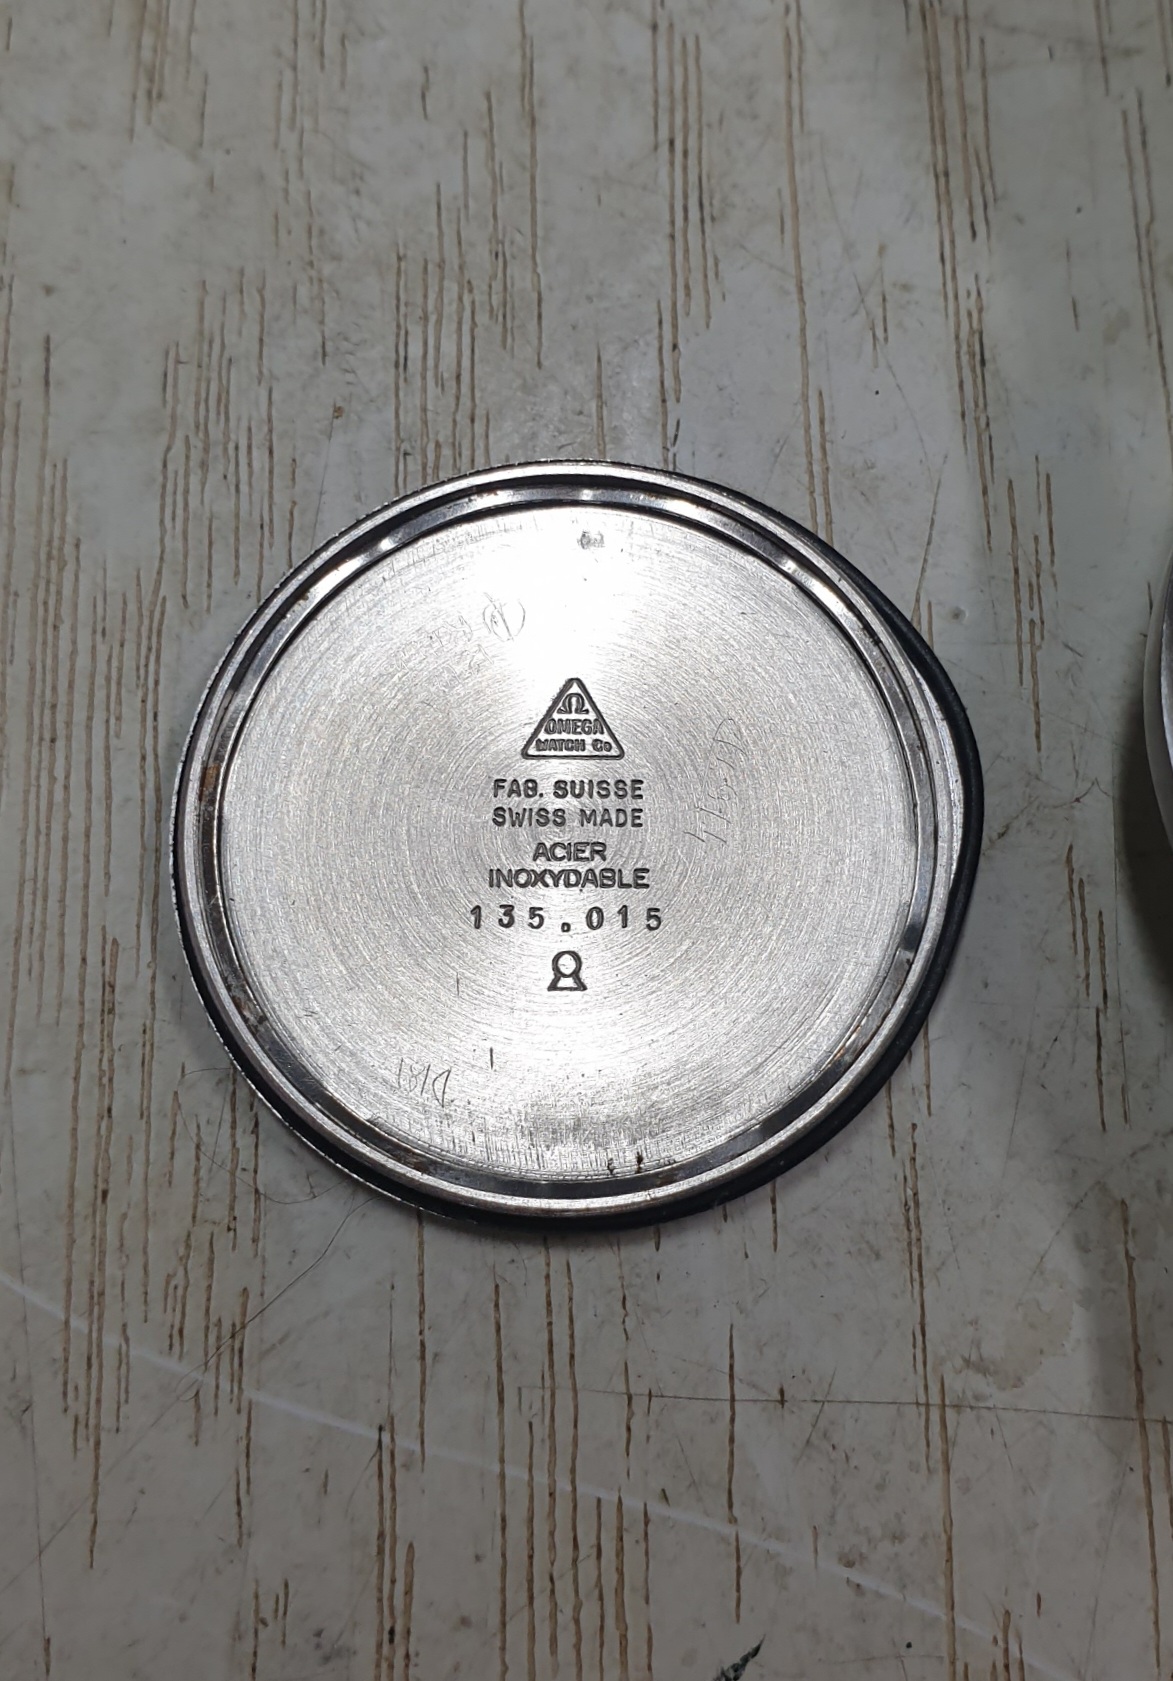 Ω
OMEGA
WATCH Co
FAB. SUISSE
SWISS MADE
ACIER
INOXYDABLE
135.015